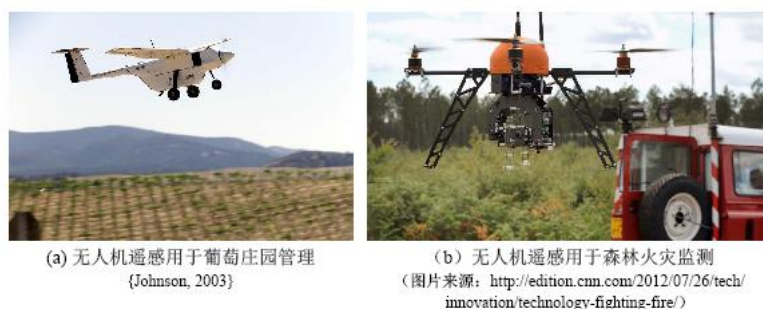 (a) 无人机遥感用于葡萄庄园管理
{Johnson, 2003}
（b）无人机遥感用于森林火灾监测
（图片来源：http://edition.cnn.com/2012/07/26/tech/
innovation/technology-fighting-fire/）